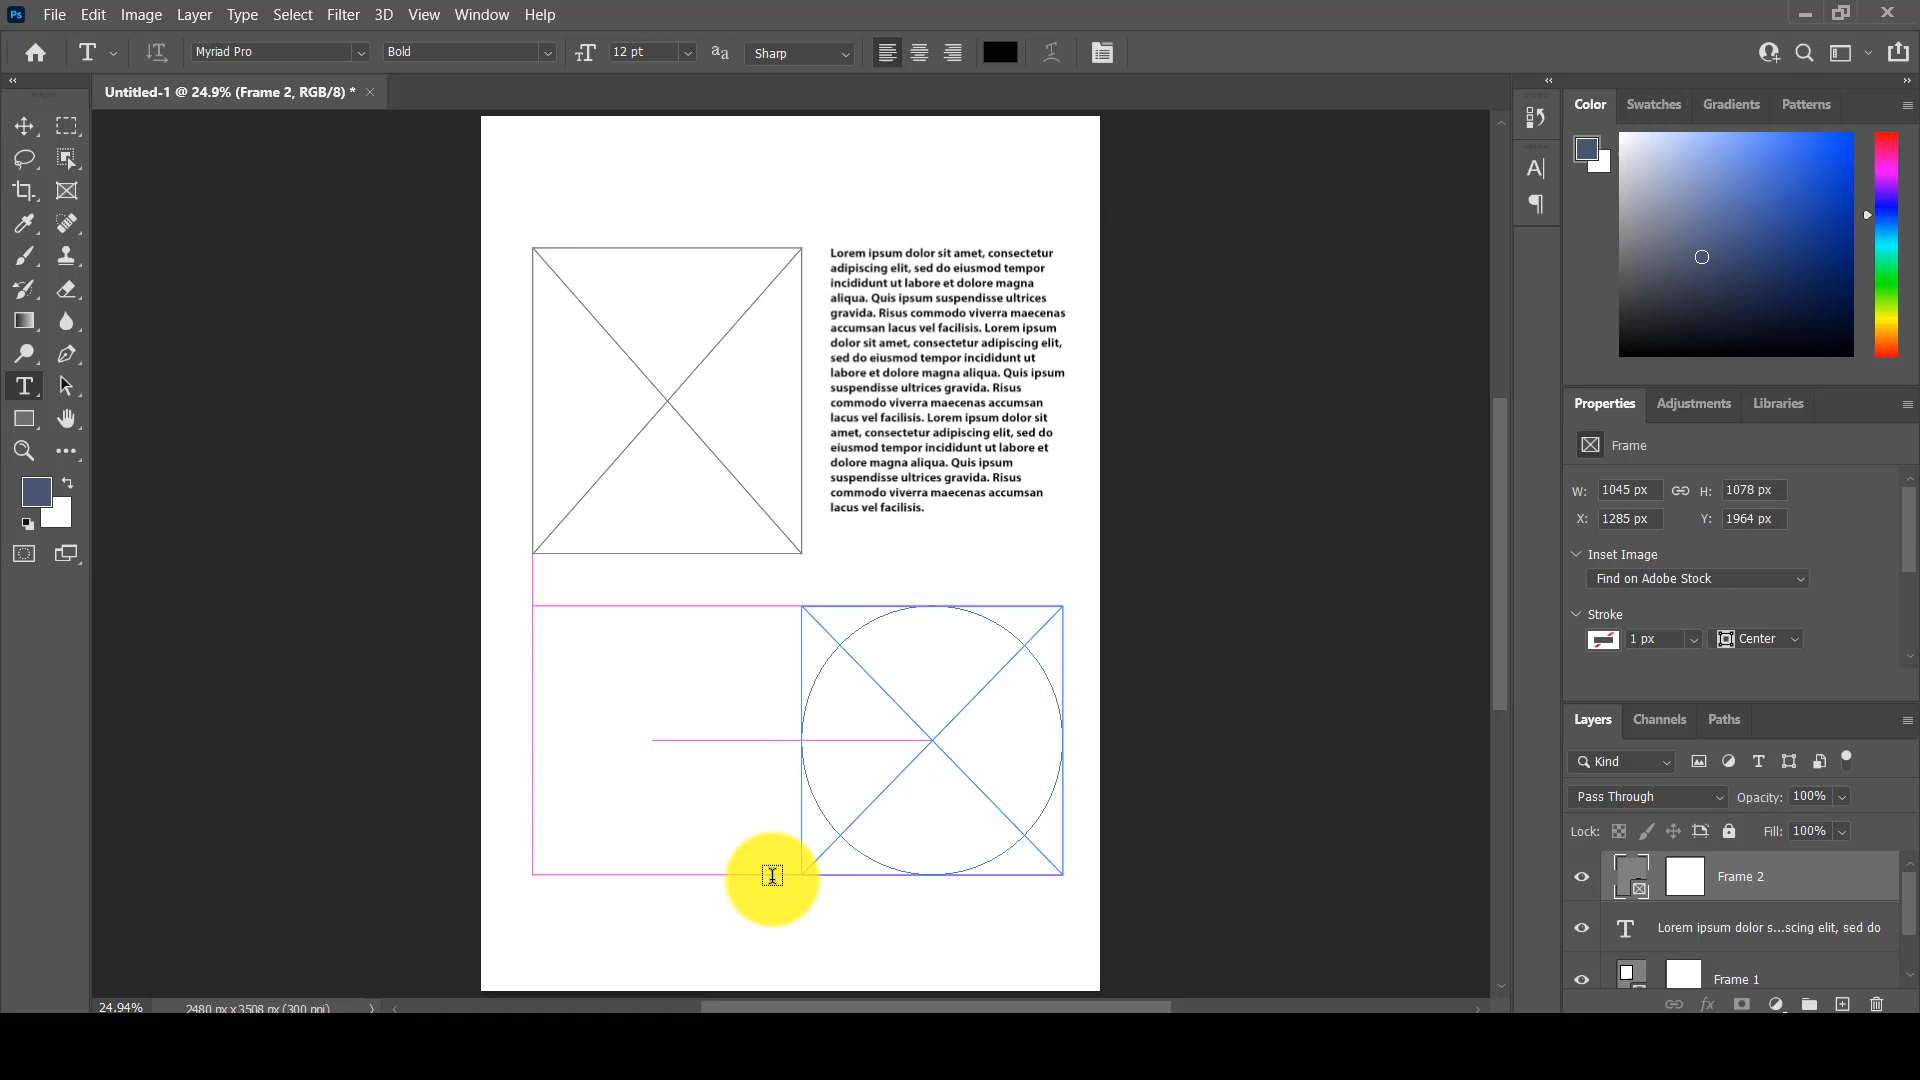 Ps File Edit Image Layer Type Select Filter 3D View Window Help
Myriad Pro Bold 12 pt aa Sharp
Untitled-1 @ 24.9% (Frame 2, RGB/8) *
Lorem ipsum dolor sit amet, consectetur
adipiscing elit, sed do eiusmod tempor
incididunt ut labore et dolore magna
aliqua. Quis ipsum suspendisse ultrices
gravida. Risus commodo viverra maecenas
accumsan lacus vel facilisis. Lorem ipsum
dolor sit amet, consectetur adipiscing elit,
sed do eiusmod tempor incididunt ut
labore et dolore magna aliqua. Quis ipsum
suspendisse ultrices gravida. Risus
commodo viverra maecenas accumsan
lacus vel facilisis. Lorem ipsum dolor sit
amet, consectetur adipiscing elit, sed do
eiusmod tempor incididunt ut labore et
dolore magna aliqua. Quis ipsum
suspendisse ultrices gravida. Risus
commodo viverra maecenas accumsan
lacus vel facilisis.
Color Swatches Gradients Patterns
Properties Adjustments Libraries
Frame
W: 1045 px H: 1078 px
X: 1285 px Y: 1964 px
Inset Image
Find on Adobe Stock
Stroke
1 px Center
Layers Channels Paths
Kind
Pass Through Opacity: 100%
Lock: Fill: 100%
Frame 2
Lorem ipsum dolor s...scing elit, sed do
Frame 1
24.94% 2480 px x 3508 px (300 ppi)